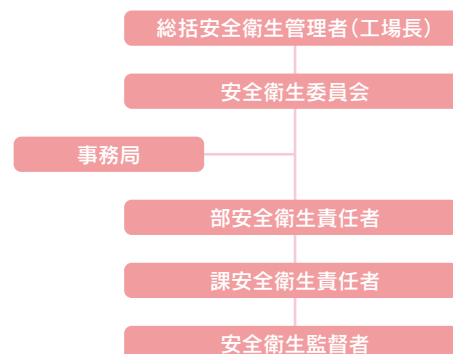 総括安全衛生管理者(工場長)
安全衛生委員会
事務局
部安全衛生責任者
課安全衛生責任者
安全衛生監督者